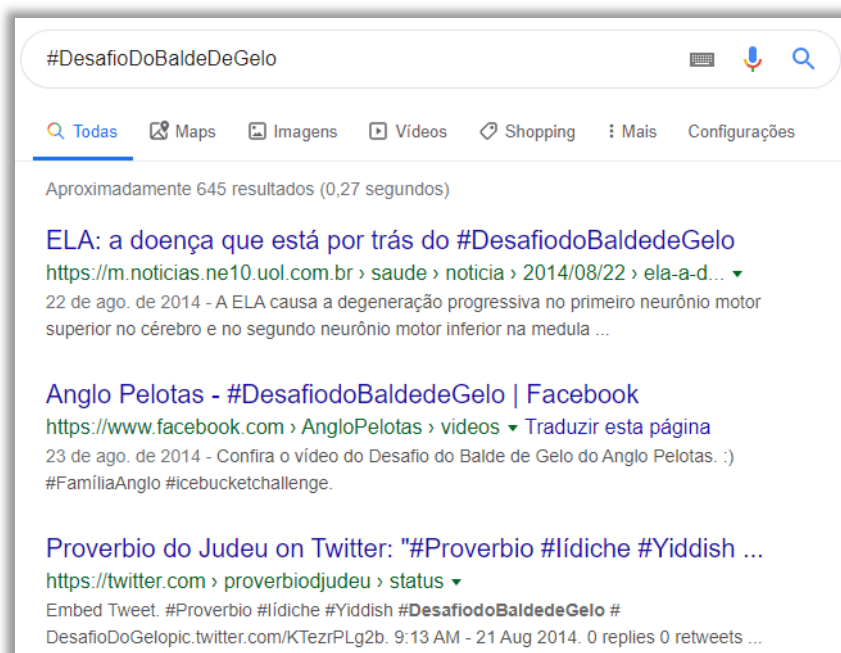 #DesafioDoBaldeDeGelo
Todas Maps Imagens Vídeos Shopping Mais Configurações
Aproximadamente 645 resultados (0,27 segundos)
ELA: a doença que está por trás do #DesafiodoBaldedeGelo
https://m.noticias.ne10.uol.com.br › saude › noticia › 2014/08/22 › ela-a-d...
22 de ago. de 2014 - A ELA causa a degeneração progressiva no primeiro neurônio motor
superior no cérebro e no segundo neurônio motor inferior na medula ...
Anglo Pelotas - #DesafiodoBaldedeGelo | Facebook
https://www.facebook.com › AngloPelotas › videos Traduzir esta página
23 de ago. de 2014 - Confira o vídeo do Desafio do Balde de Gelo do Anglo Pelotas. :)
#FamíliaAnglo #icebucketchallenge.
Proverbio do Judeu on Twitter: "#Proverbio #Iídiche #Yiddish ...
https://twitter.com › proverbiodjudeu › status
Embed Tweet. #Proverbio #Iídiche #Yiddish #DesafiodoBaldedeGelo #
DesafioDoGelopic.twitter.com/KTezrPLg2b. 9:13 AM - 21 Aug 2014. 0 replies 0 retweets ...